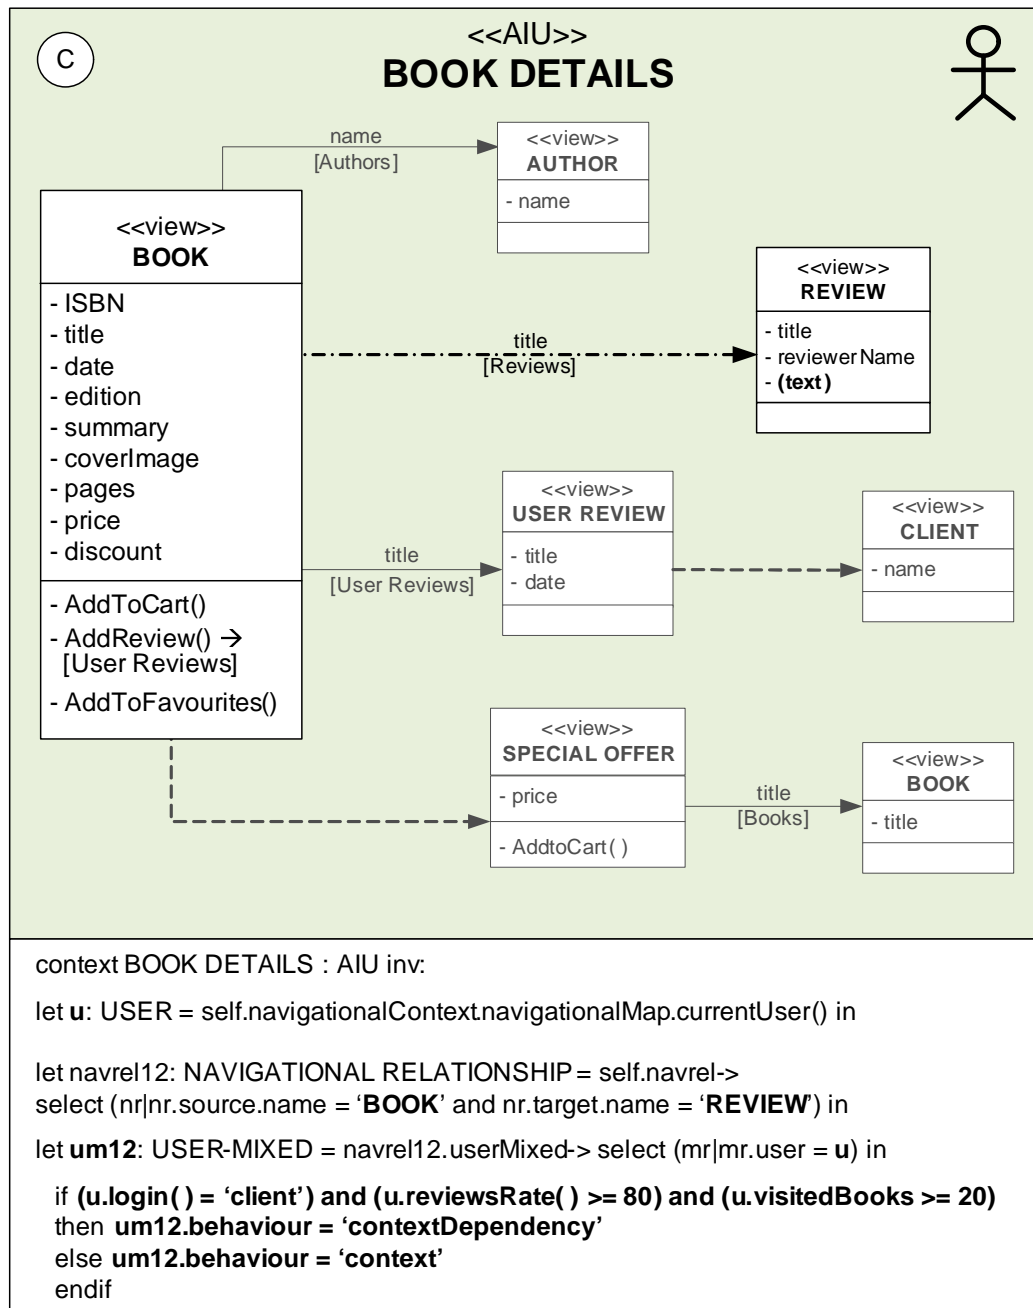 C
<<AIU>>
BOOK DETAILS
name
[Authors]
<<view>>
AUTHOR
- name
<<view>>
BOOK
- ISBN
- title
- date
- edition
- summary
- coverImage
- pages
- price
- discount
- AddToCart()
- AddReview() →
[User Reviews]
- AddToFavourites()
title
[Reviews]
<<view>>
REVIEW
- title
- reviewerName
- (text)
title
[User Reviews]
<<view>>
USER REVIEW
- title
- date
<<view>>
CLIENT
- name
<<view>>
SPECIAL OFFER
- price
- AddtoCart( )
title
[Books]
<<view>>
BOOK
- title
context BOOK DETAILS : AIU inv:
let u: USER = self.navigationalContext.navigationalMap.currentUser() in
let navrel12: NAVIGATIONAL RELATIONSHIP = self.navrel->
select (nr|nr.source.name = ‘BOOK’ and nr.target.name = ‘REVIEW’) in
let um12: USER-MIXED = navrel12.userMixed-> select (mr|mr.user = u) in
if (u.login( ) = ‘client’) and (u.reviewsRate( ) >= 80) and (u.visitedBooks >= 20)
then um12.behaviour = ‘contextDependency’
else um12.behaviour = ‘context’
endif